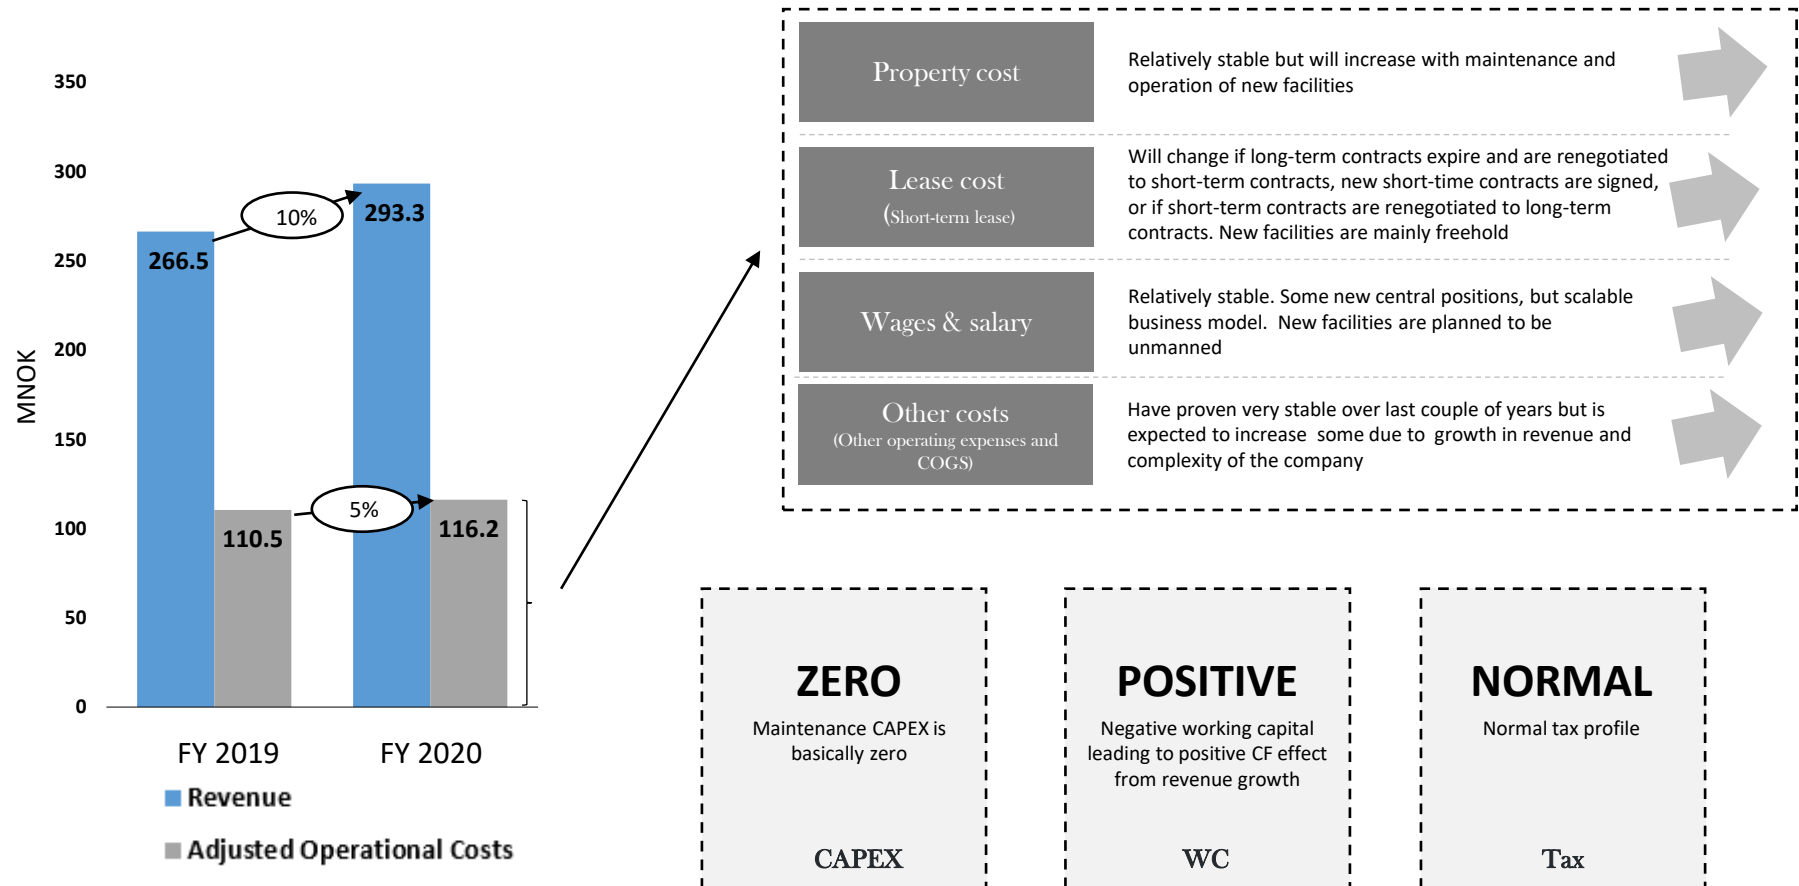 350
300
250
200
150
100
50
0
MNOK
266.5
10%
293.3
110.5
5%
116.2
FY 2019
FY 2020
Revenue
Adjusted Operational Costs
Property cost
Relatively stable but will increase with maintenance and
operation of new facilities
Lease cost
(Short-term lease)
Will change if long-term contracts expire and are renegotiated
to short-term contracts, new short-time contracts are signed,
or if short-term contracts are renegotiated to long-term
contracts. New facilities are mainly freehold
Wages & salary
Relatively stable. Some new central positions, but scalable
business model.  New facilities are planned to be
unmanned
Other costs
(Other operating expenses and
COGS)
Have proven very stable over last couple of years but is
expected to increase  some due to  growth in revenue and
complexity of the company
ZERO
Maintenance CAPEX is
basically zero
CAPEX
POSITIVE
Negative working capital
leading to positive CF effect
from revenue growth
WC
NORMAL
Normal tax profile
Tax